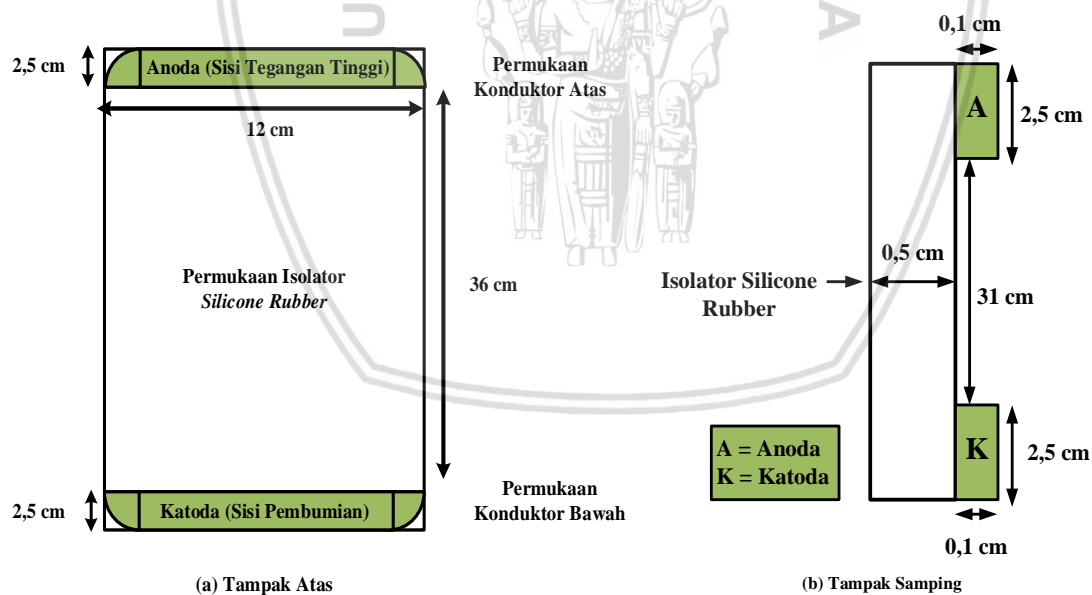 2,5 cm
Anoda (Sisi Tegangan Tinggi)
Permukaan
Konduktor Atas
12 cm
Permukaan Isolator
Silicone Rubber
36 cm
2,5 cm
Katoda (Sisi Pembumian)
Permukaan
Konduktor Bawah
(a) Tampak Atas
0,1 cm
A
2,5 cm
0,5 cm
Isolator Silicone
Rubber
31 cm
A = Anoda
K = Katoda
K
2,5 cm
0,1 cm
(b) Tampak Samping
U
A